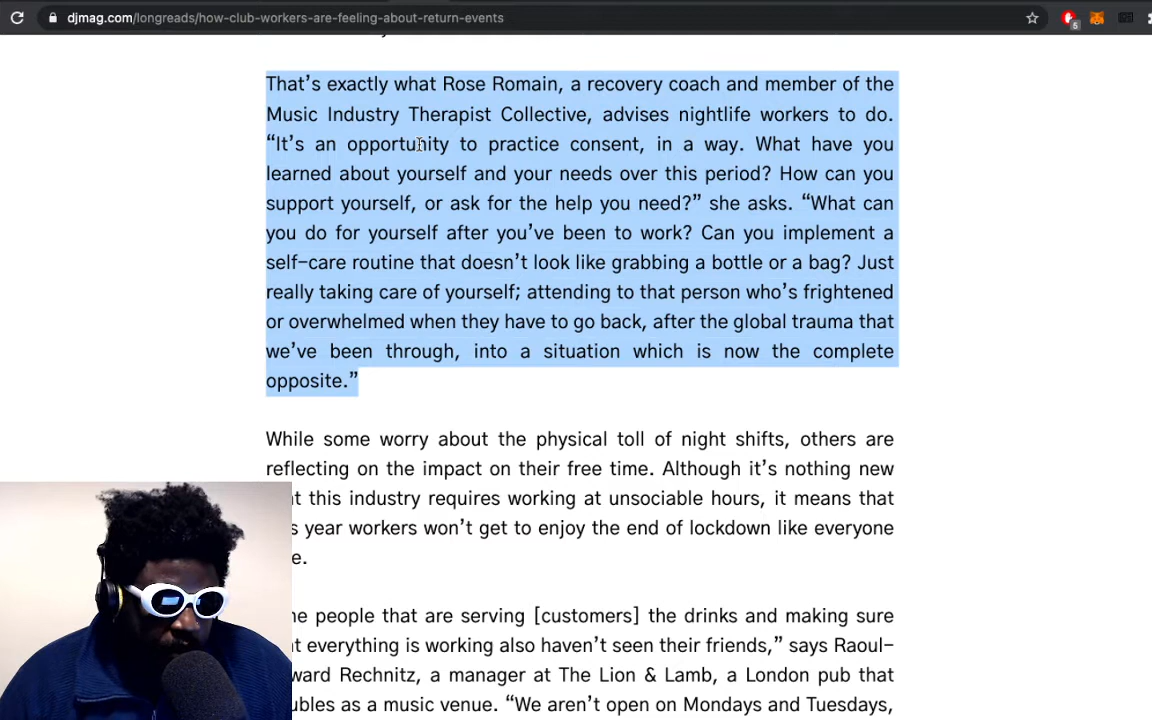 djmag.com/longreads/how-club-workers-are-feeling-about-return-events
5
That's exactly what Rose Romain, a recovery coach and member of the
Music Industry Therapist Collective, advises nightlife workers to do.
“It's an opportunity to practice consent, in a way. What have you
learned about yourself and your needs over this period? How can you
support yourself, or ask for the help you need?” she asks. “What can
you do for yourself after you've been to work? Can you implement a
self-care routine that doesn't look like grabbing a bottle or a bag? Just
really taking care of yourself; attending to that person who's frightened
or overwhelmed when they have to go back, after the global trauma that
we've been through, into a situation which is now the complete
opposite.”
While some worry about the physical toll of night shifts, others are
reflecting on the impact on their free time. Although it's nothing new
this industry requires working at unsociable hours, it means that
year workers won't get to enjoy the end of lockdown like everyone
people that are serving [customers] the drinks and making sure
everything is working also haven't seen their friends,” says Raoul-
Rechnitz, a manager at The Lion & Lamb, a London pub that
as a music venue. “We aren't open on Mondays and Tuesdays,